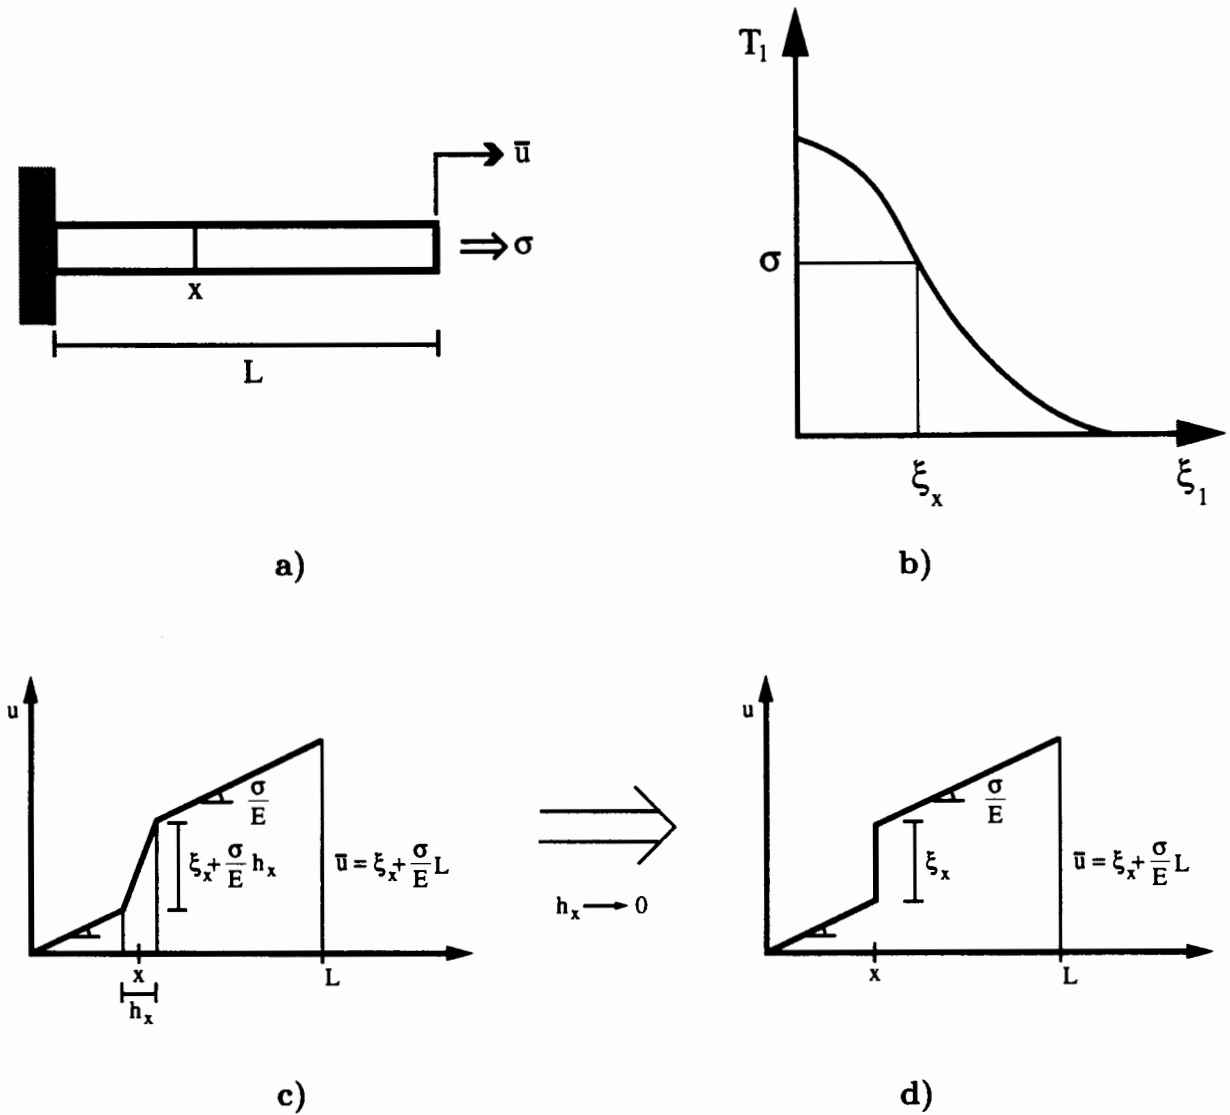 ū
⇒ σ
x
L
a)
T₁
σ
ξₓ
ξ₁
b)
u
σ/E
ξₓ + σ/E hₓ
ū = ξₓ + σ/E L
x
L
hₓ
c)
hₓ → 0
u
σ/E
ξₓ
ū = ξₓ + σ/E L
x
L
d)